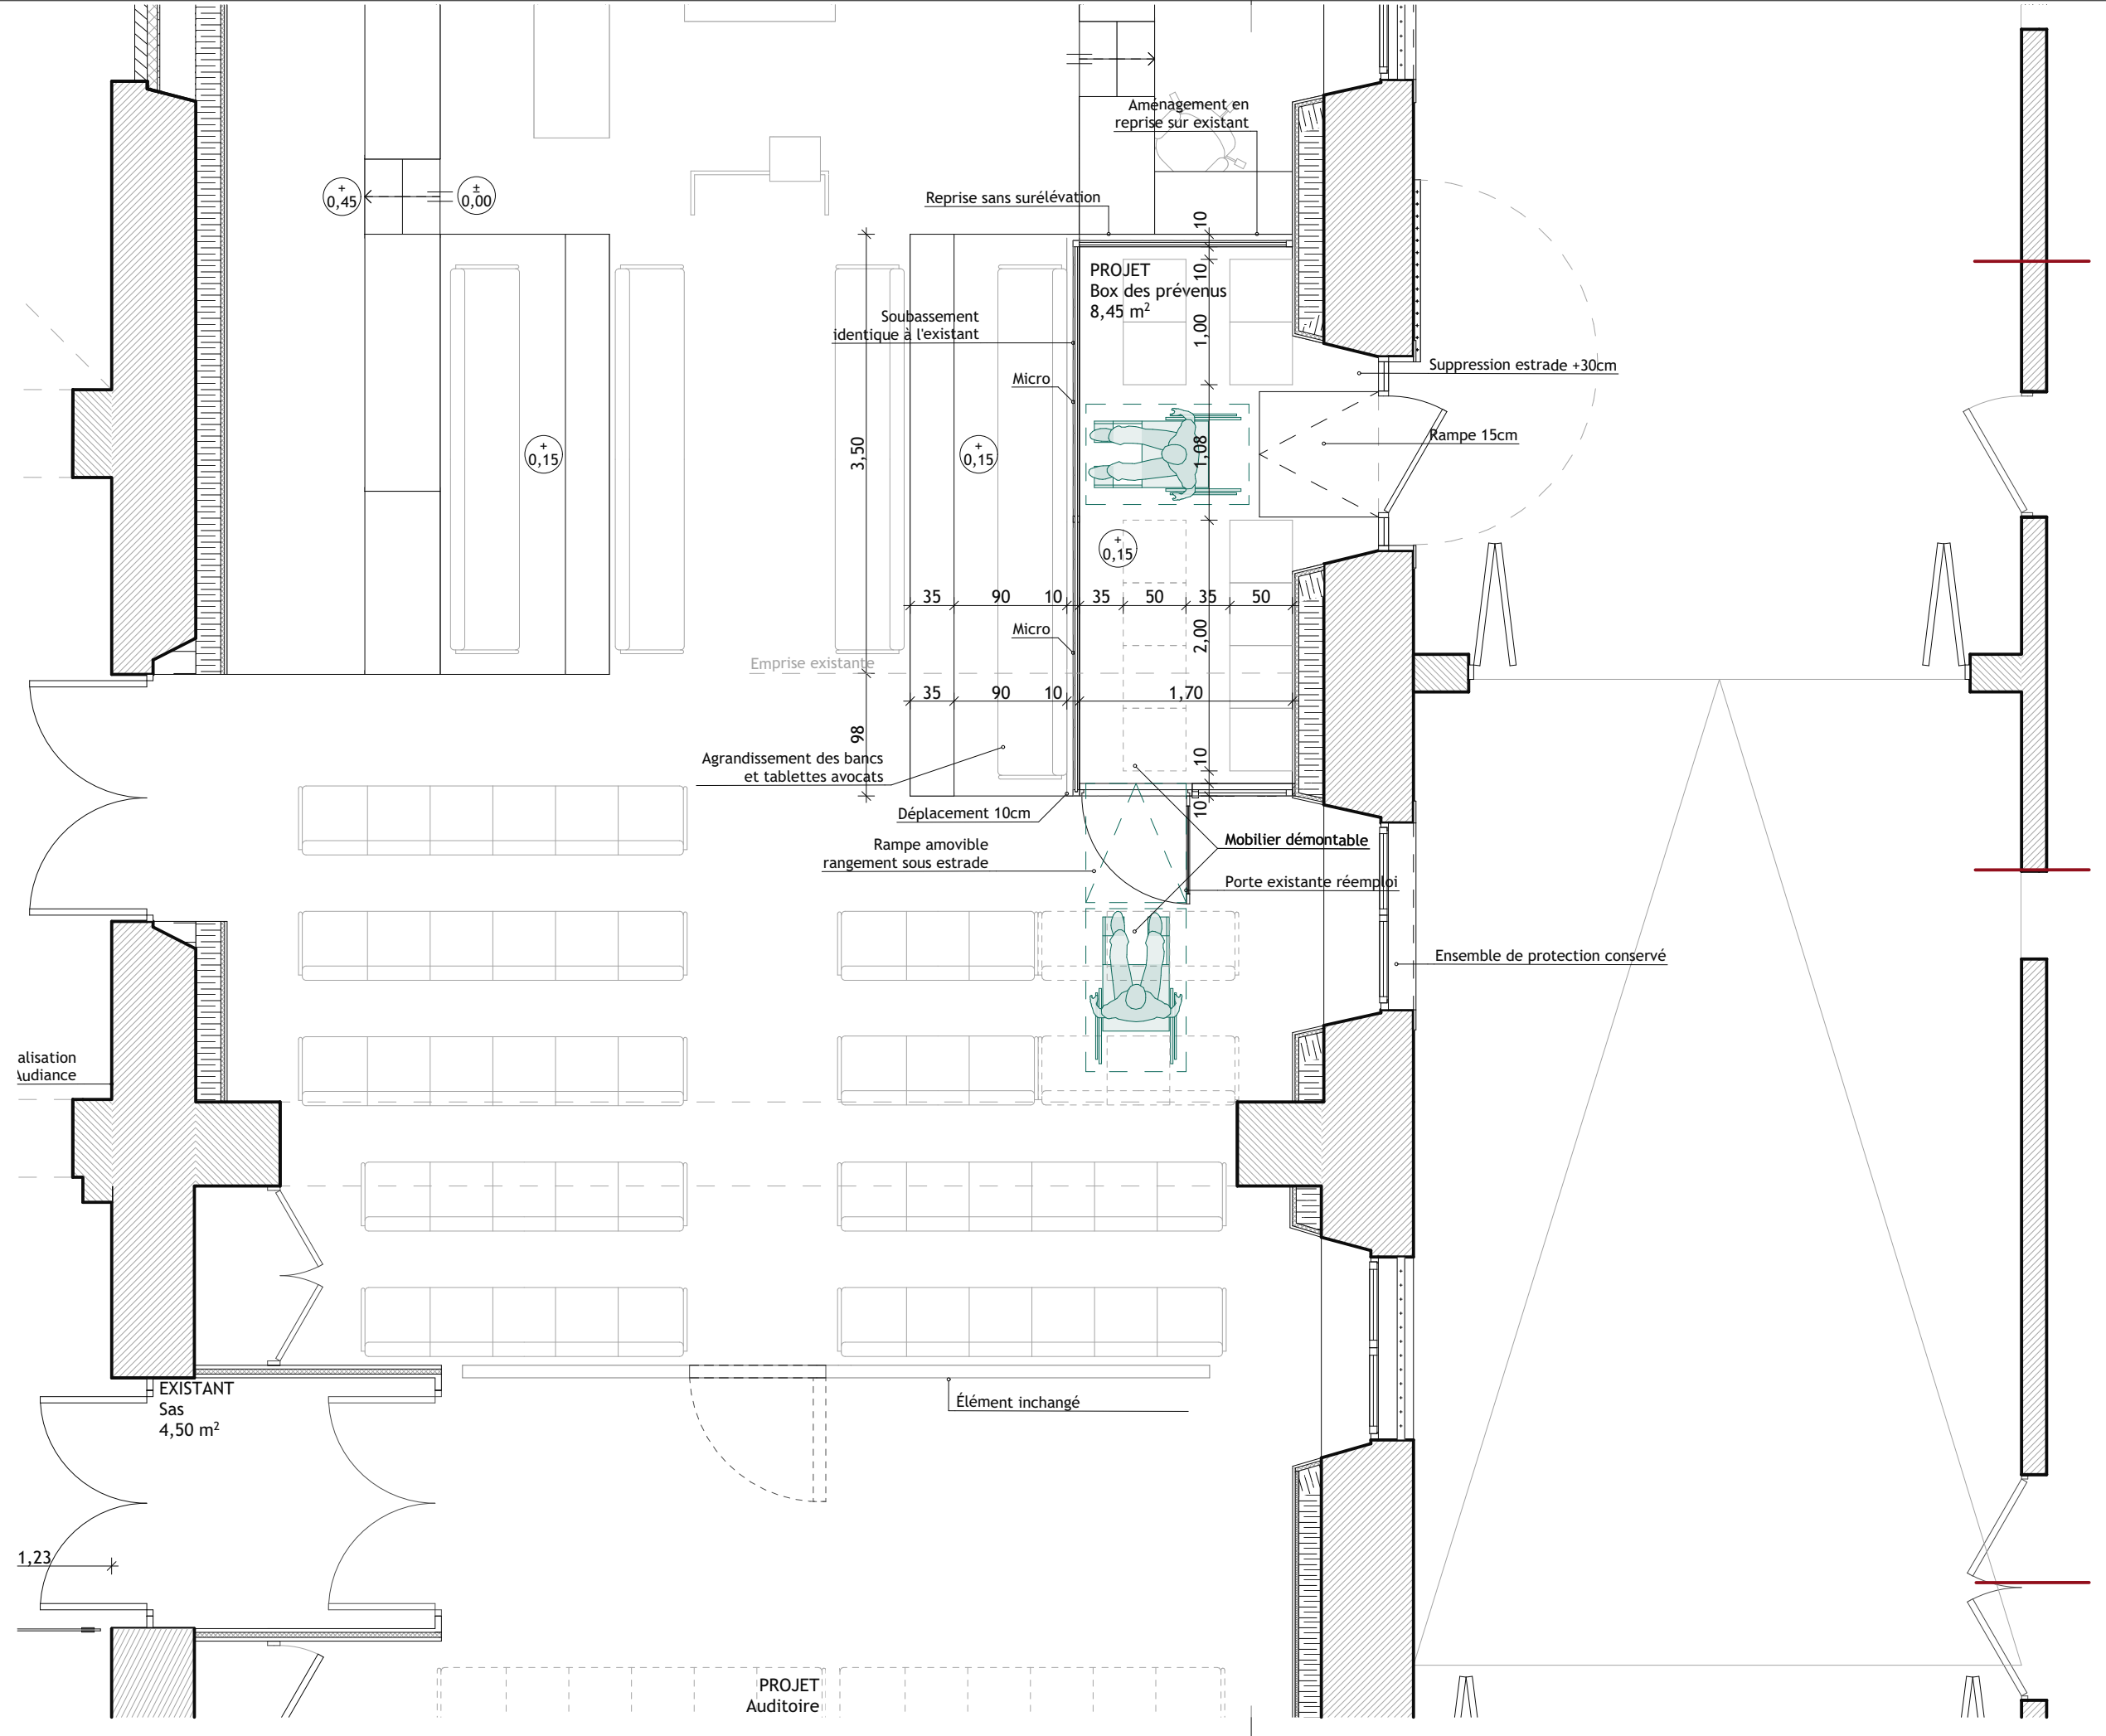 Aménagement en
reprise sur existant
+
0,45
±
0,00
Reprise sans surélévation
10
PROJET
Box des prévenus
8,45 m²
10
Soubassement
identique à l'existant
1,00
Suppression estrade +30cm
Micro
Rampe 15cm
3,50
+
0,15
+
0,15
1,08
+
0,15
35 90 10 35 50 35 50
Micro
2,00
Emprise existante
35 90 10 1,70
98
Agrandissement des bancs
et tablettes avocats
10
Déplacement 10cm
10
Rampe amovible
rangement sous estrade
Mobilier démontable
Porte existante réemploi
Ensemble de protection conservé
alisation
Audiance
EXISTANT
Sas
4,50 m²
Élément inchangé
1,23
PROJET
Auditoire